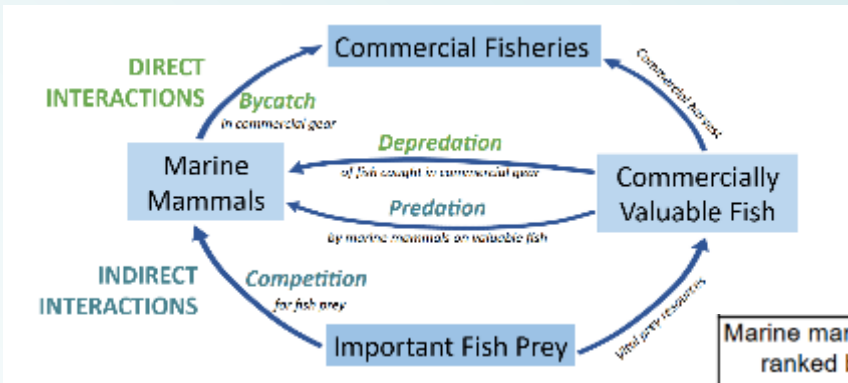 Commercial Fisheries
DIRECT
INTERACTIONS
Bycatch
in commercial gear
Commercial harvest
Depredation
of fish caught in commercial gear
Marine
Mammals
Commercially
Valuable Fish
Predation
by marine mammals on valuable fish
INDIRECT
INTERACTIONS
Competition
for fish prey
Vital prey resources
Important Fish Prey
Marine
ranked